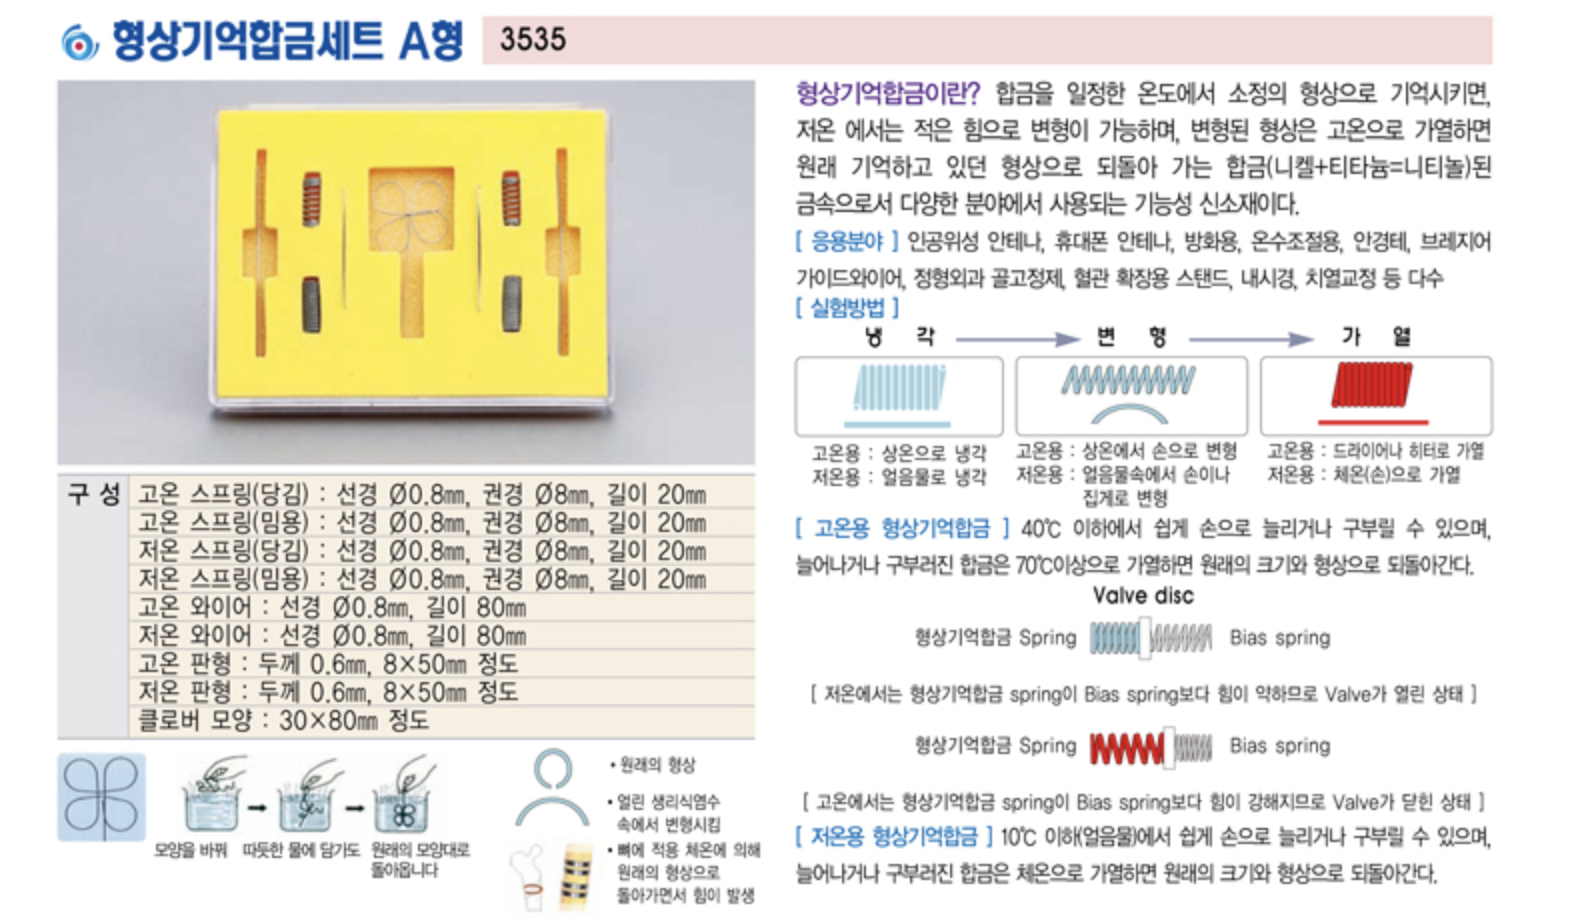 형상기억합금세트 A형
3535
구 성
고온 스프링(당김) : 선경 Ø0.8㎜, 권경 Ø8㎜, 길이 20㎜
고온 스프링(밈용) : 선경 Ø0.8㎜, 권경 Ø8㎜, 길이 20㎜
저온 스프링(당김) : 선경 Ø0.8㎜, 권경 Ø8㎜, 길이 20㎜
저온 스프링(밈용) : 선경 Ø0.8㎜, 권경 Ø8㎜, 길이 20㎜
고온 와이어 : 선경 Ø0.8㎜, 길이 80㎜
저온 와이어 : 선경 Ø0.8㎜, 길이 80㎜
고온 판형 : 두께 0.6㎜, 8×50㎜ 정도
저온 판형 : 두께 0.6㎜, 8×50㎜ 정도
클로버 모양 : 30×80㎜ 정도
모양을 바꿔
따듯한 물에 담가도
원래의 모양대로
돌아옵니다
• 원래의 형상
• 얼린 생리식염수
속에서 변형시킴
• 뼈에 적용 체온에 의해
원래의 형상으로
돌아가면서 힘이 발생
형상기억합금이란? 합금을 일정한 온도에서 소정의 형상으로 기억시키면,
저온 에서는 적은 힘으로 변형이 가능하며, 변형된 형상은 고온으로 가열하면
원래 기억하고 있던 형상으로 되돌아 가는 합금(니켈+티타늄=니티놀)된
금속으로서 다양한 분야에서 사용되는 기능성 신소재이다.
[ 응용분야 ] 인공위성 안테나, 휴대폰 안테나, 방화용, 온수조절용, 안경테, 브레지어
가이드와이어, 정형외과 골고정제, 혈관 확장용 스탠드, 내시경, 치열교정 등 다수
[ 실험방법 ]
냉 각
변 형
가 열
고온용 : 상온으로 냉각
저온용 : 얼음물로 냉각
고온용 : 상온에서 손으로 변형
저온용 : 얼음물속에서 손이나
집게로 변형
고온용 : 드라이어나 히터로 가열
저온용 : 체온(손)으로 가열
[ 고온용 형상기억합금 ] 40℃ 이하에서 쉽게 손으로 늘리거나 구부릴 수 있으며,
늘어나거나 구부러진 합금은 70℃이상으로 가열하면 원래의 크기와 형상으로 되돌아간다.
Valve disc
형상기억합금 Spring
Bias spring
[ 저온에서는 형상기억합금 spring이 Bias spring보다 힘이 약하므로 Valve가 열린 상태 ]
형상기억합금 Spring
Bias spring
[ 고온에서는 형상기억합금 spring이 Bias spring보다 힘이 강해지므로 Valve가 닫힌 상태 ]
[ 저온용 형상기억합금 ] 10℃ 이하(얼음물)에서 쉽게 손으로 늘리거나 구부릴 수 있으며,
늘어나거나 구부러진 합금은 체온으로 가열하면 원래의 크기와 형상으로 되돌아간다.